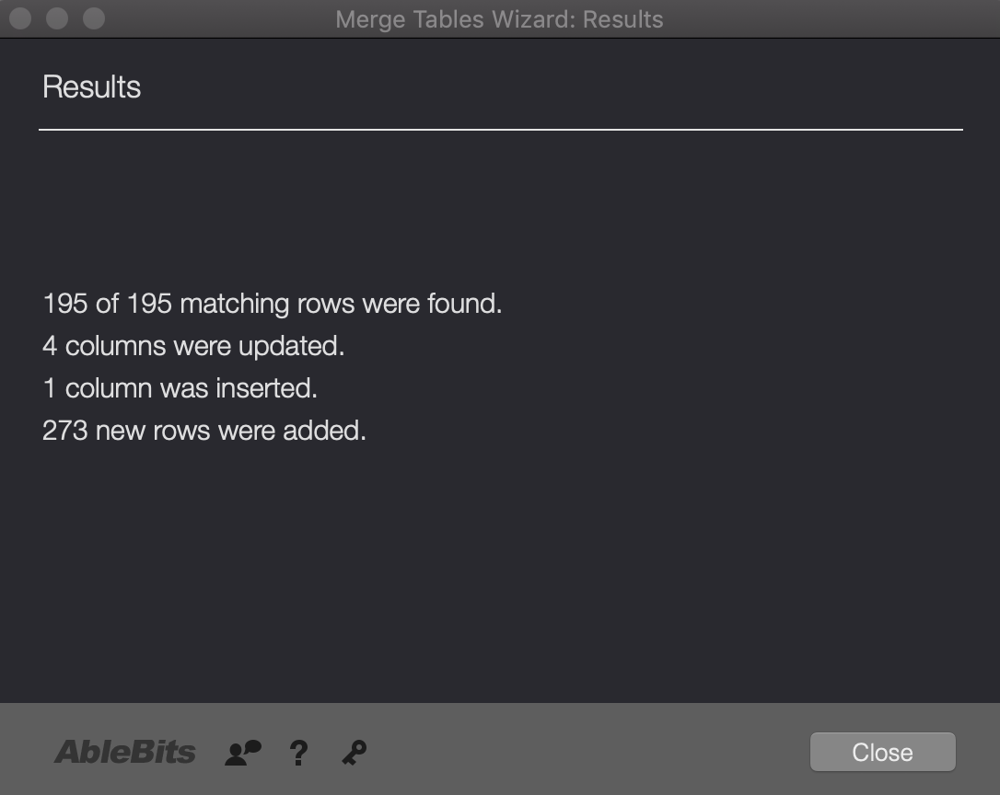 Merge Tables Wizard: Results
Results
195 of 195 matching rows were found.
4 columns were updated.
1 column was inserted.
273 new rows were added.
AbleBits ?
Close